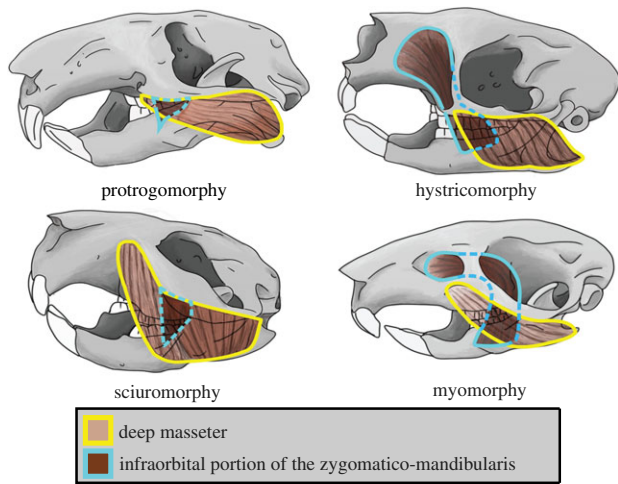 protrogomorphy
hystricomorphy
sciuromorphy
myomorphy
deep masseter
infraorbital portion of the zygomatico-mandibularis